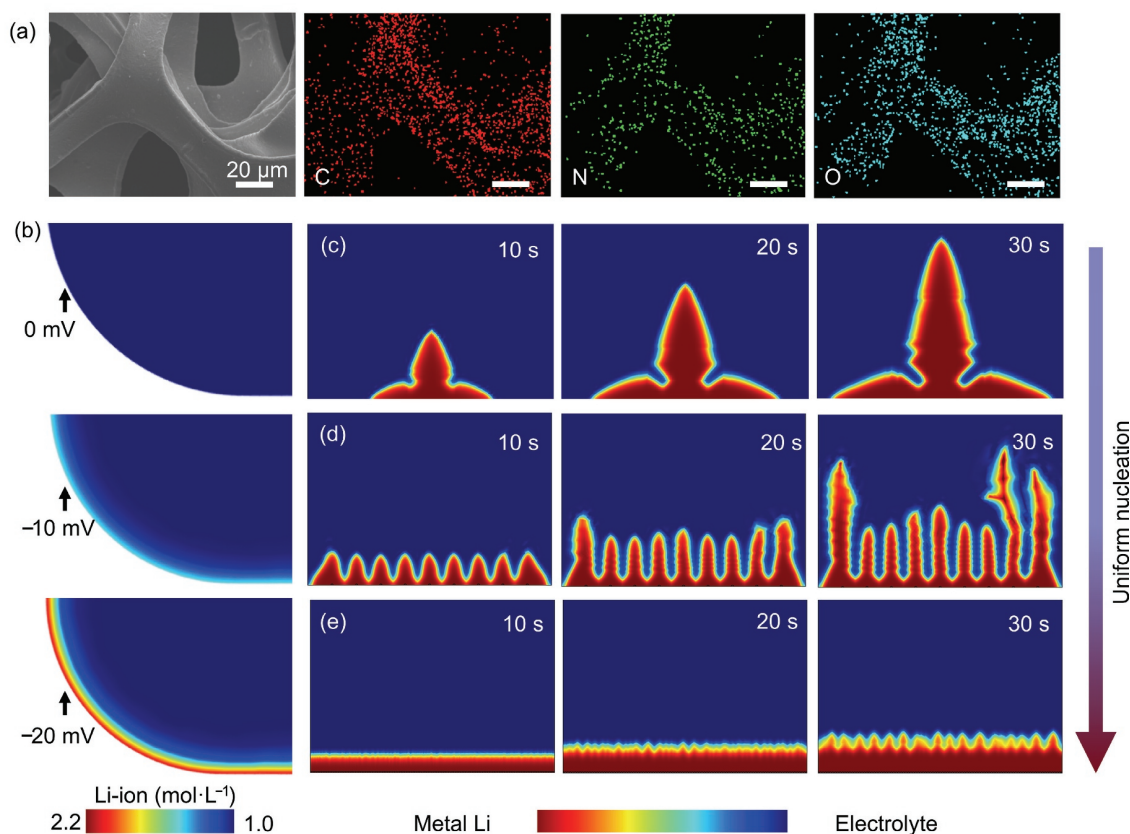 (a)
20 μm
C
N
O
(b)
0 mV
−10 mV
−20 mV
(c)
10 s
20 s
30 s
(d)
10 s
20 s
30 s
(e)
10 s
20 s
30 s
Uniform nucleation
Li-ion (mol·L⁻¹)
2.2
1.0
Metal Li
Electrolyte